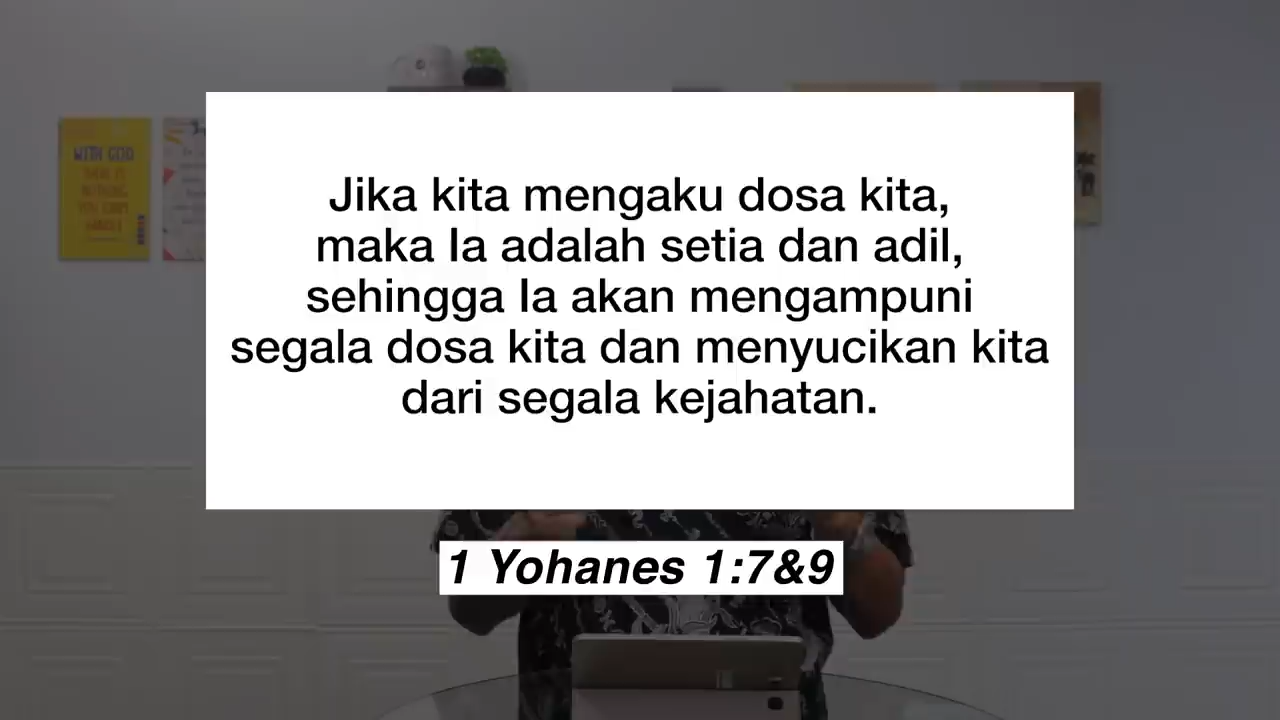 WITH GOD
Jika kita mengaku dosa kita,
maka Ia adalah setia dan adil,
sehingga Ia akan mengampuni
segala dosa kita dan menyucikan kita
dari segala kejahatan.
1 Yohanes 1:7&9